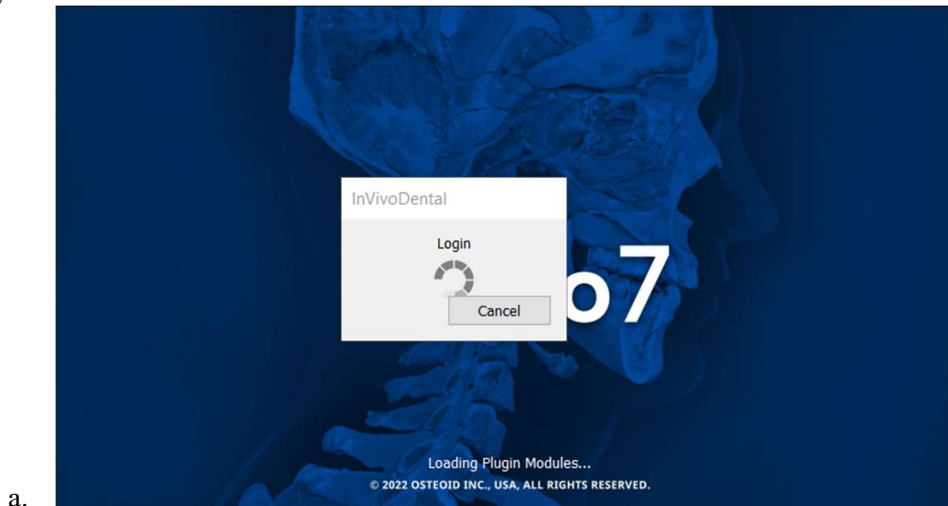 InVivoDental
Login
Cancel
o7
Loading Plugin Modules...
© 2022 OSTEOID INC., USA, ALL RIGHTS RESERVED.
a.